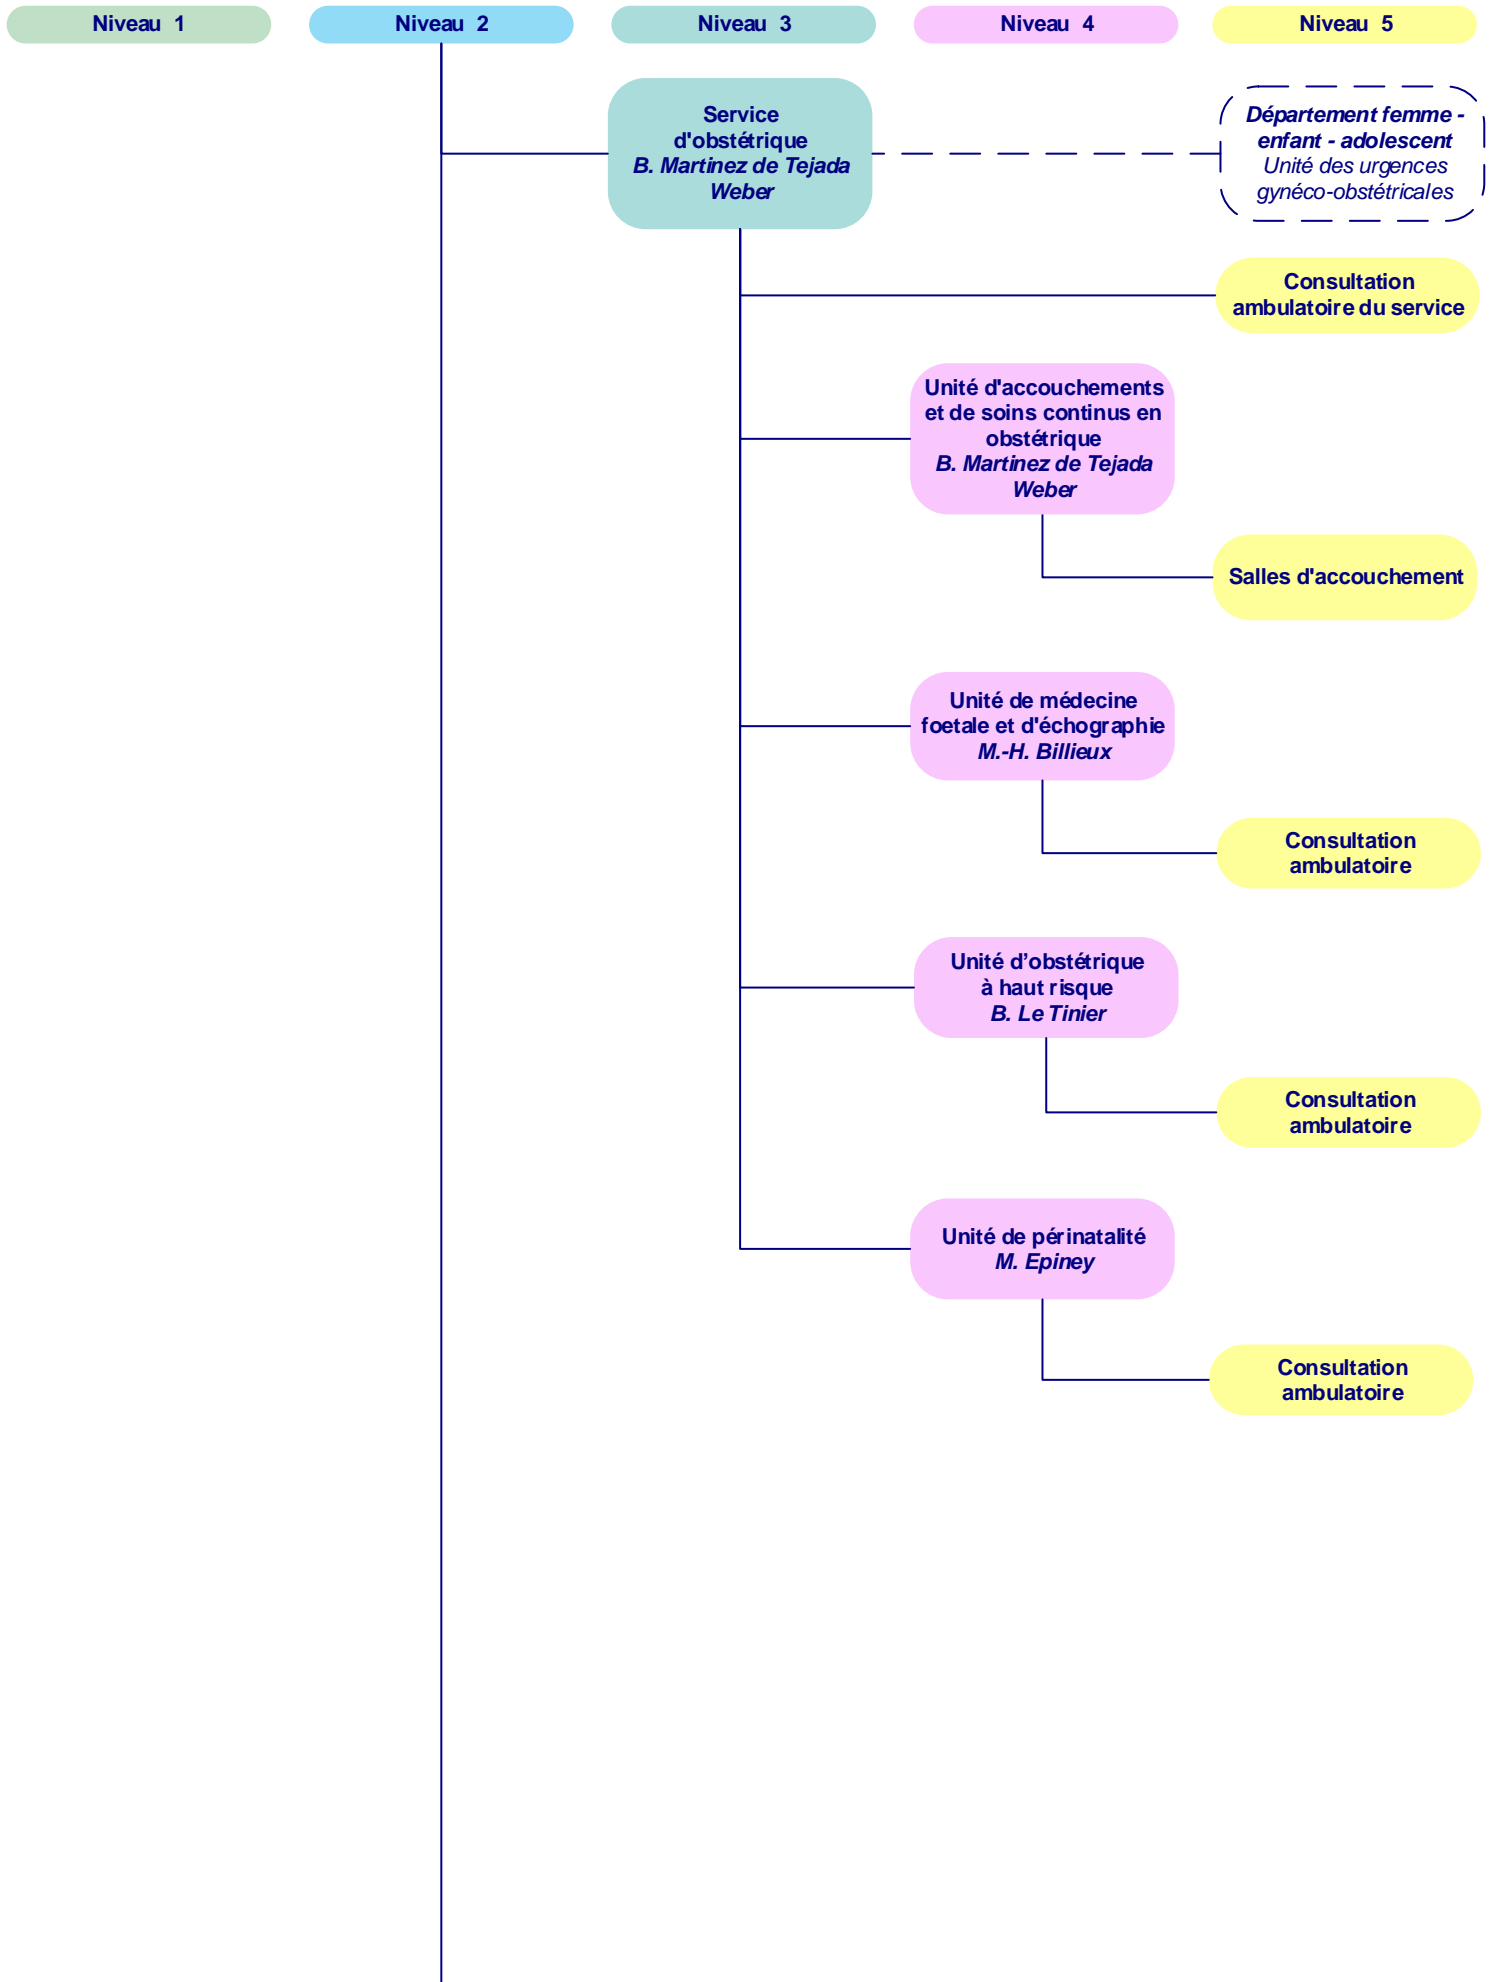 Niveau 1
Niveau 2
Niveau 3
Niveau 4
Niveau 5
Service
d'obstétrique
B. Martinez de Tejada
Weber
Département femme -
enfant - adolescent
Unité des urgences
gynéco-obstétricales
Consultation
ambulatoire du service
Unité d'accouchements
et de soins continus en
obstétrique
B. Martinez de Tejada
Weber
Salles d'accouchement
Unité de médecine
foetale et d'échographie
M.-H. Billieux
Consultation
ambulatoire
Unité d’obstétrique
à haut risque
B. Le Tinier
Consultation
ambulatoire
Unité de périnatalité
M. Epiney
Consultation
ambulatoire